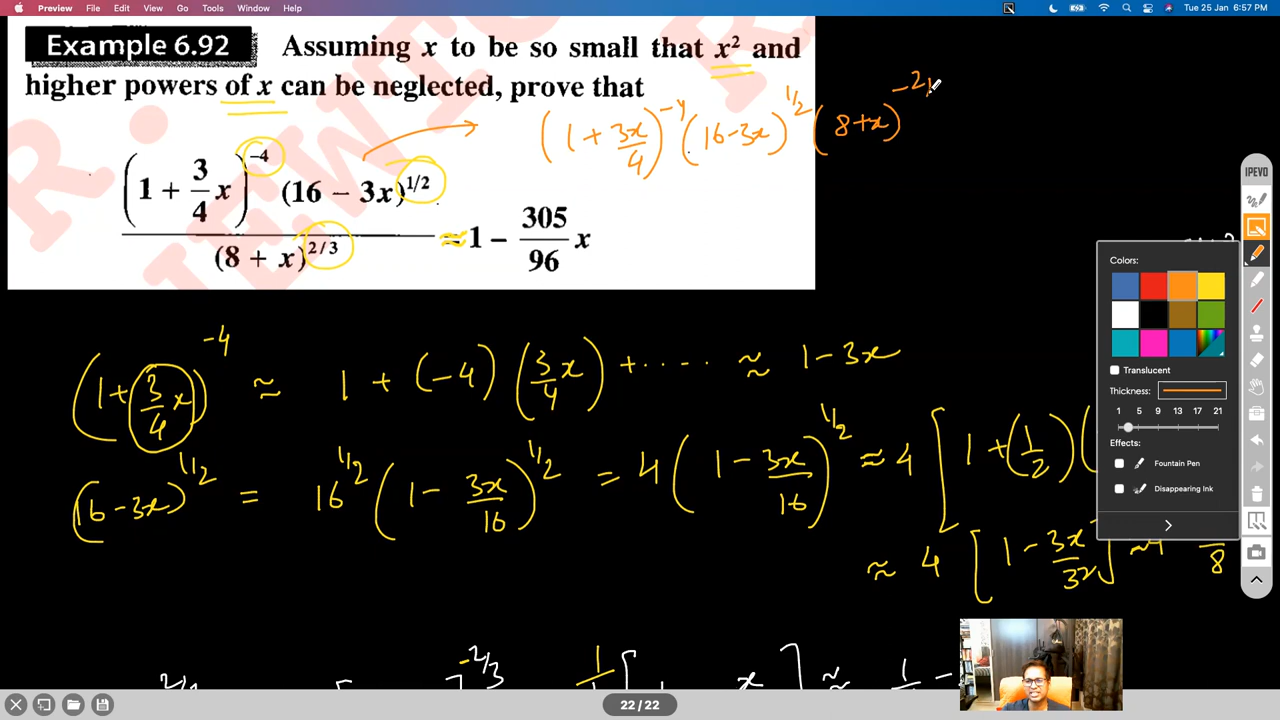 Preview File Edit View Go Tools Window Help Tue 25 Jan 6:57 PM
Example 6.92 Assuming x to be so small that x² and
higher powers of x can be neglected, prove that
(1 + 3/4 x)^-4 (16 − 3x)^1/2
(8 + x)^2/3
≈ 1 − 305/96 x
(1 + 3x/4)^-4 (16-3x)^1/2 (8+x)^-2
(1 + 3/4 x)^-4 ≈ 1 + (-4) (3/4 x) + ···· ≈ 1 - 3x
(16-3x)^1/2 = 16^1/2 (1 - 3x/16)^1/2 = 4 (1 - 3x/16)^1/2 ≈ 4 [1 + (1/2) (
≈ 4 [1 - 3x/32] ≈ 4 8
IPEVO
Colors:
Translucent
Thickness:
1 5 9 13 17 21
Effects:
Fountain Pen
Disappearing Ink
22 / 22